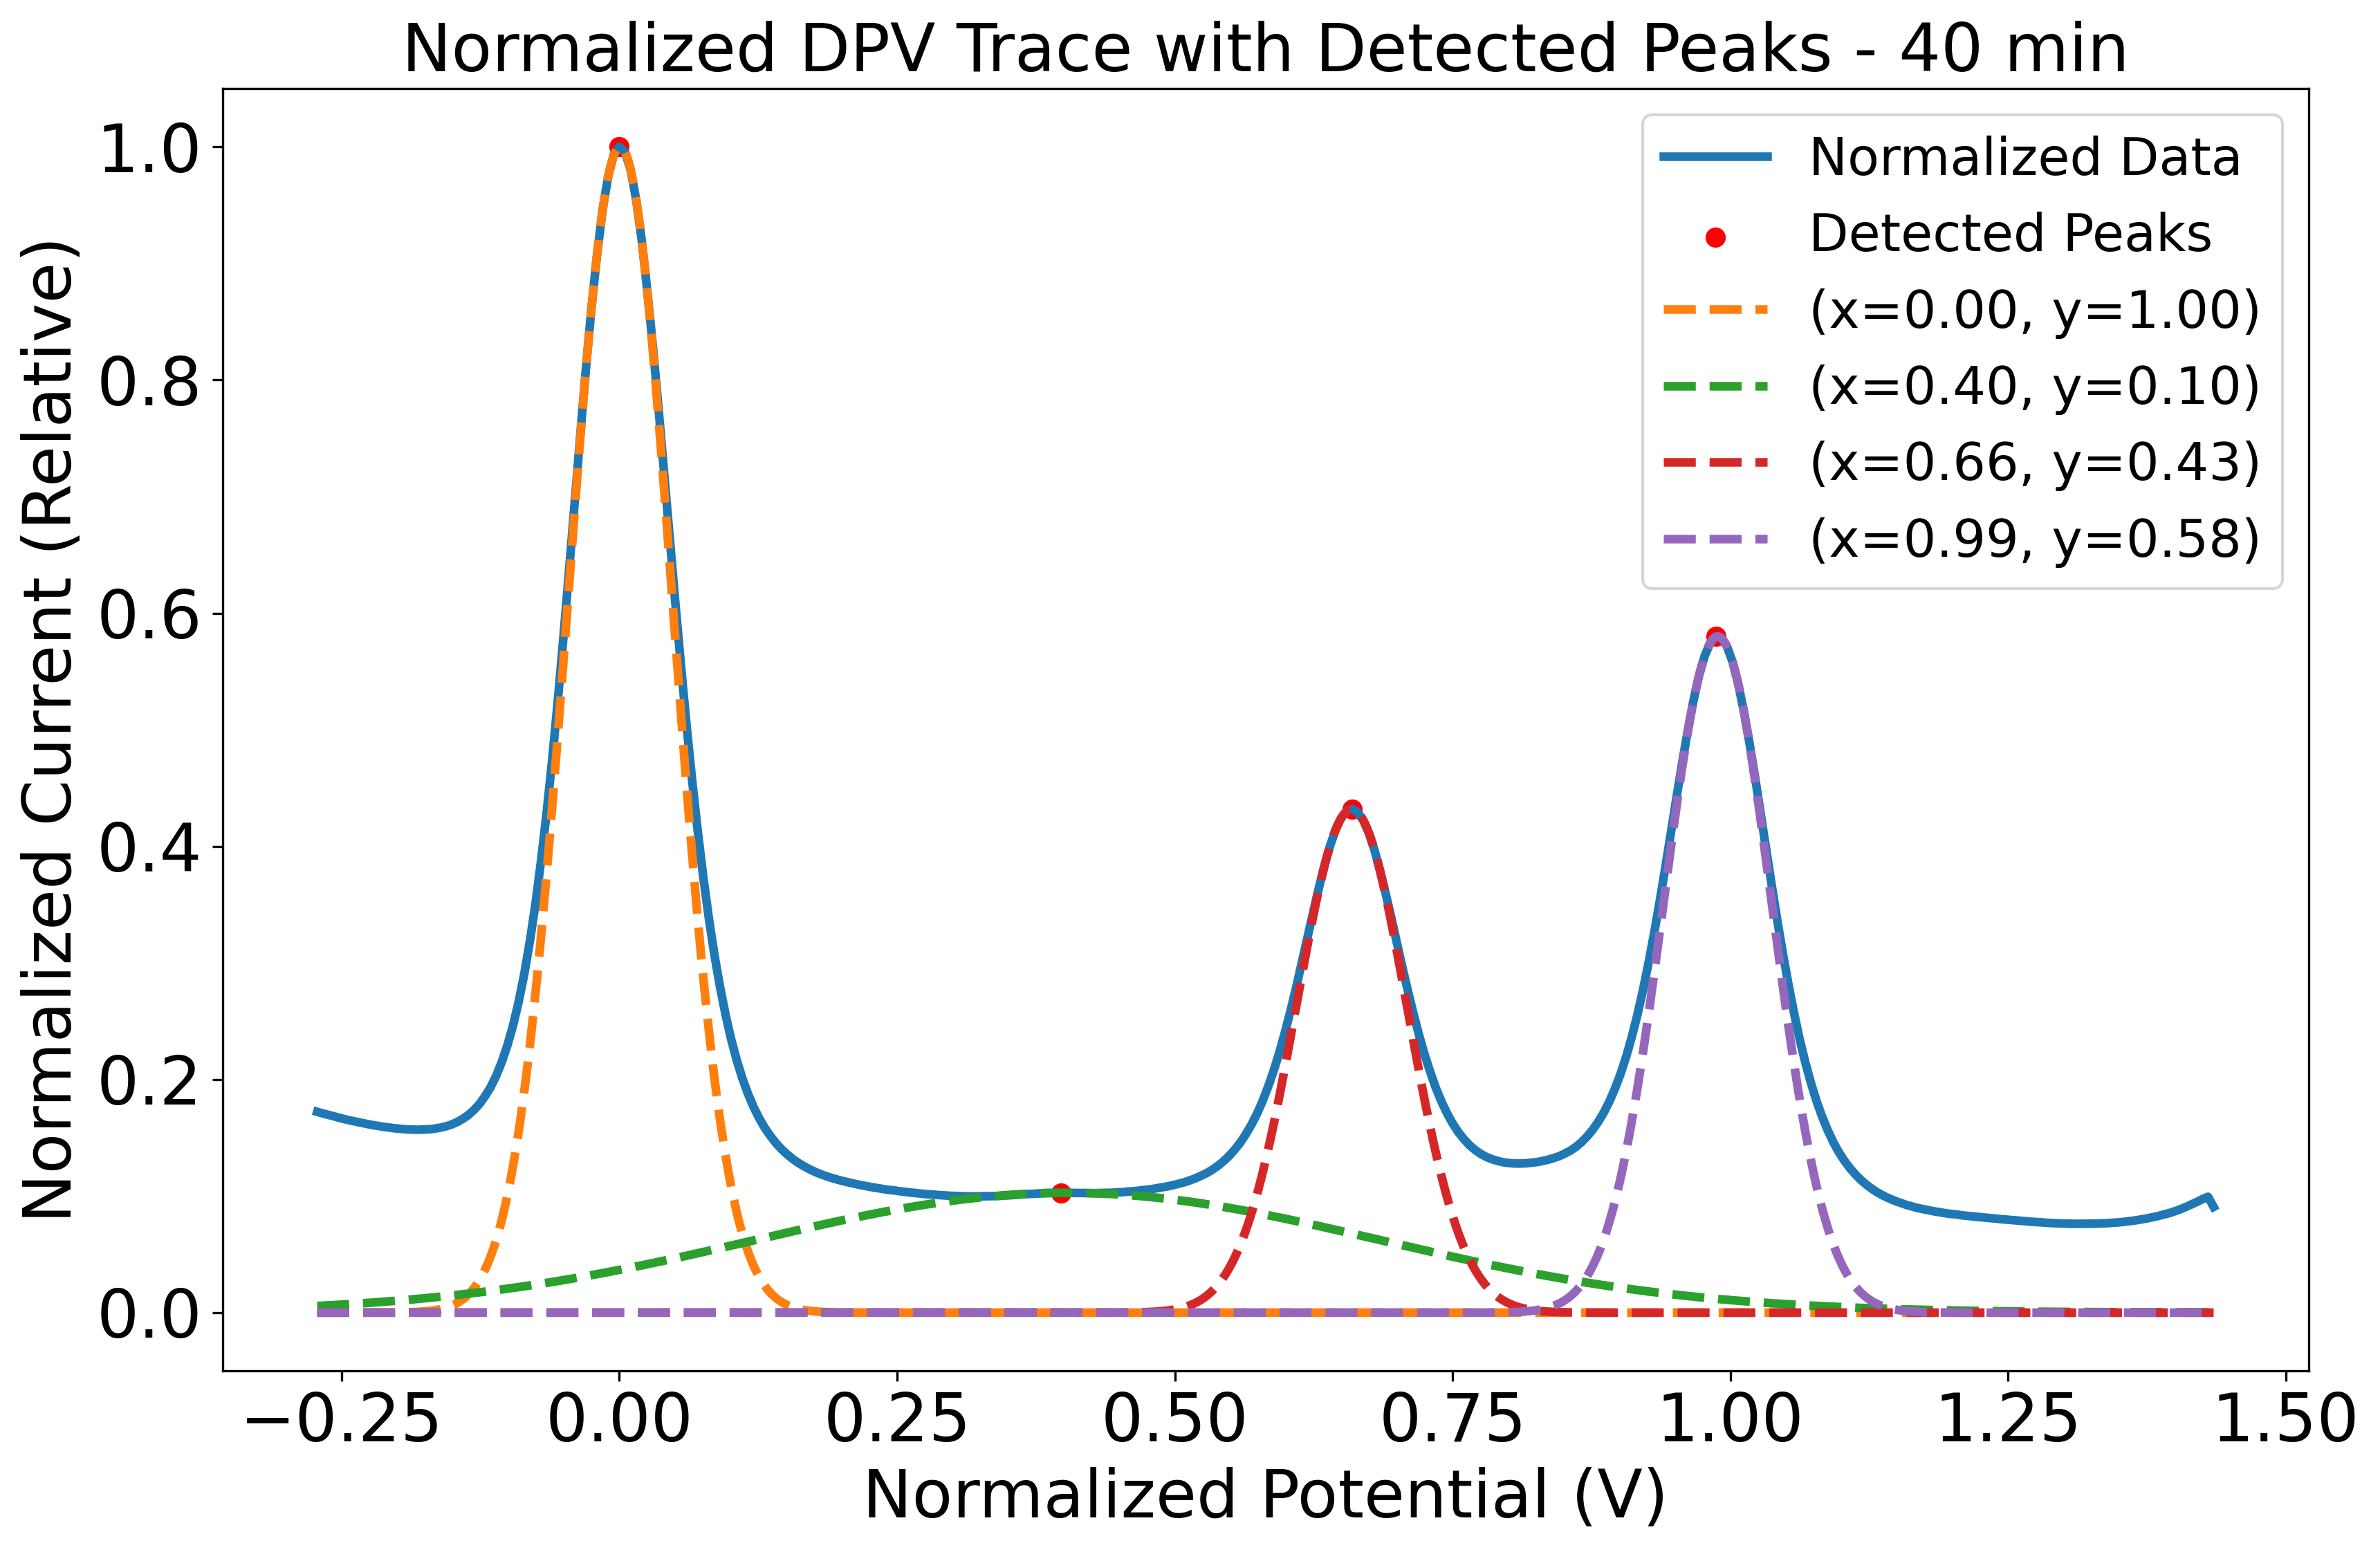 Normalized DPV Trace with Detected Peaks - 40 min
Normalized Current (Relative)
1.0
0.8
0.6
0.4
0.2
0.0
Normalized Data
Detected Peaks
(x=0.00, y=1.00)
(x=0.40, y=0.10)
(x=0.66, y=0.43)
(x=0.99, y=0.58)
−0.25 0.00 0.25 0.50 0.75 1.00 1.25 1.50
Normalized Potential (V)